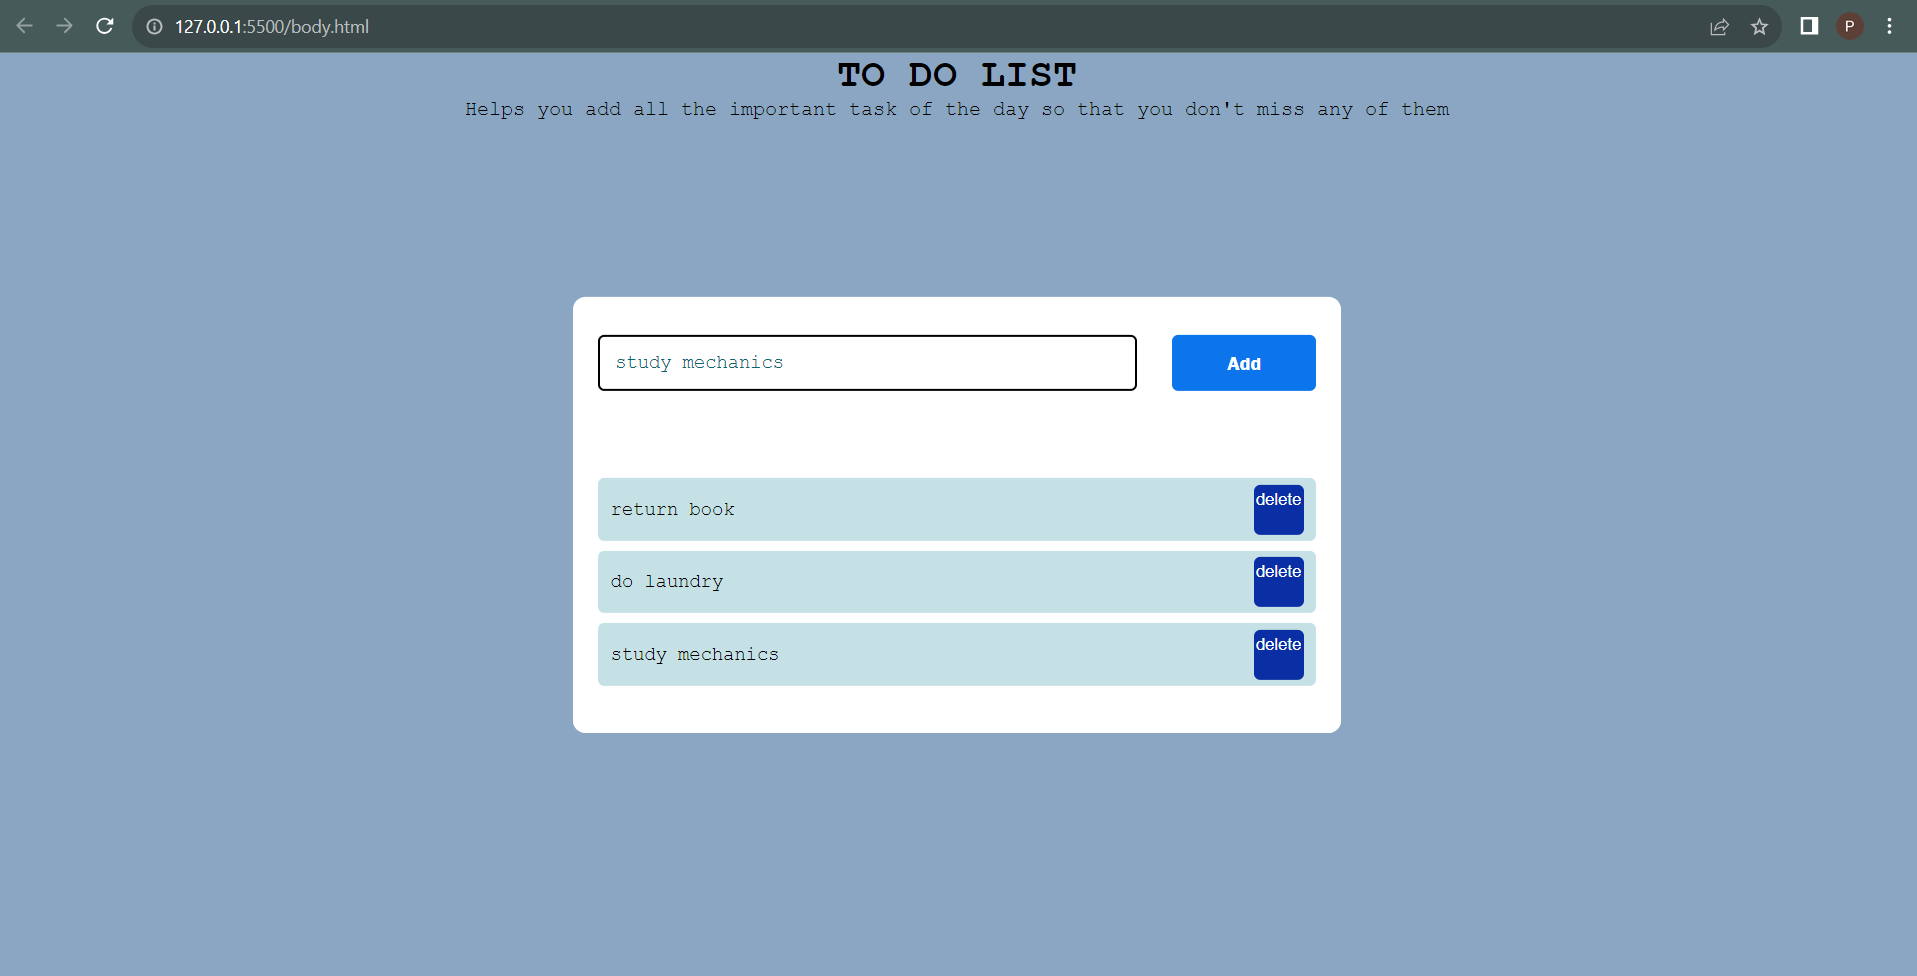 127.0.0.1:5500/body.html
P
TO DO LIST
Helps you add all the important task of the day so that you don't miss any of them
study mechanics
Add
return book
delete
do laundry
delete
study mechanics
delete